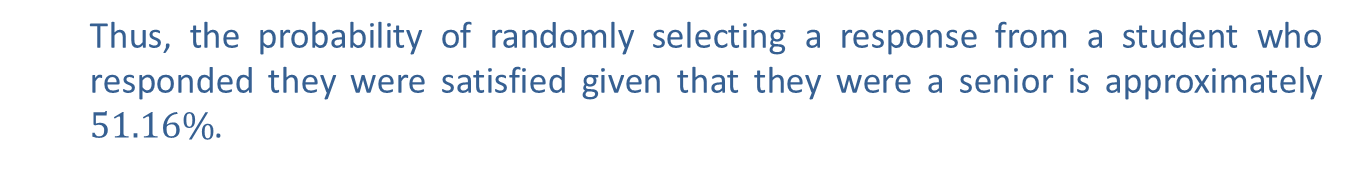 Thus, the probability of randomly selecting a response from a student who
responded they were satisfied given that they were a senior is approximately
51.16%.